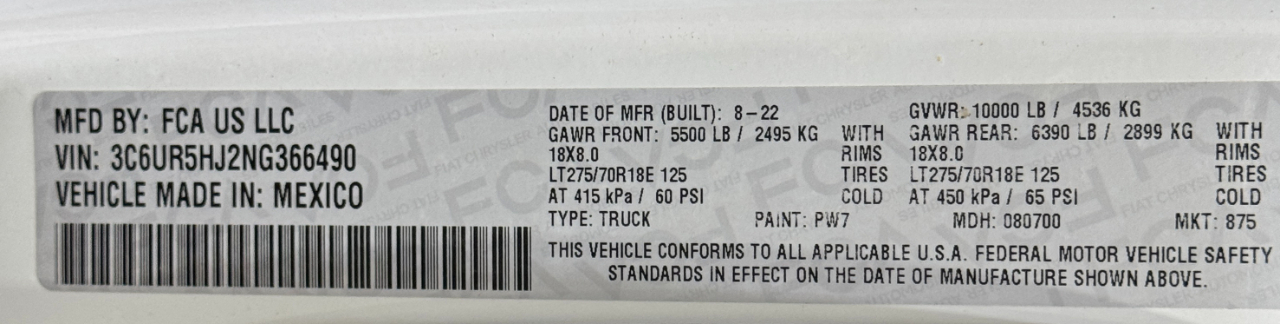 MFD BY: FCA US LLC
VIN: 3C6UR5HJ2NG366490
VEHICLE MADE IN: MEXICO
DATE OF MFR (BUILT): 8-22 GVWR: 10000 LB / 4536 KG
GAWR FRONT: 5500 LB / 2495 KG WITH GAWR REAR: 6390 LB / 2899 KG WITH
18X8.0 RIMS 18X8.0 RIMS
LT275/70R18E 125 TIRES LT275/70R18E 125 TIRES
AT 415 kPa / 60 PSI COLD AT 450 kPa / 65 PSI COLD
TYPE: TRUCK PAINT: PW7 MDH: 080700 MKT: 875
THIS VEHICLE CONFORMS TO ALL APPLICABLE U.S.A. FEDERAL MOTOR VEHICLE SAFETY
STANDARDS IN EFFECT ON THE DATE OF MANUFACTURE SHOWN ABOVE.